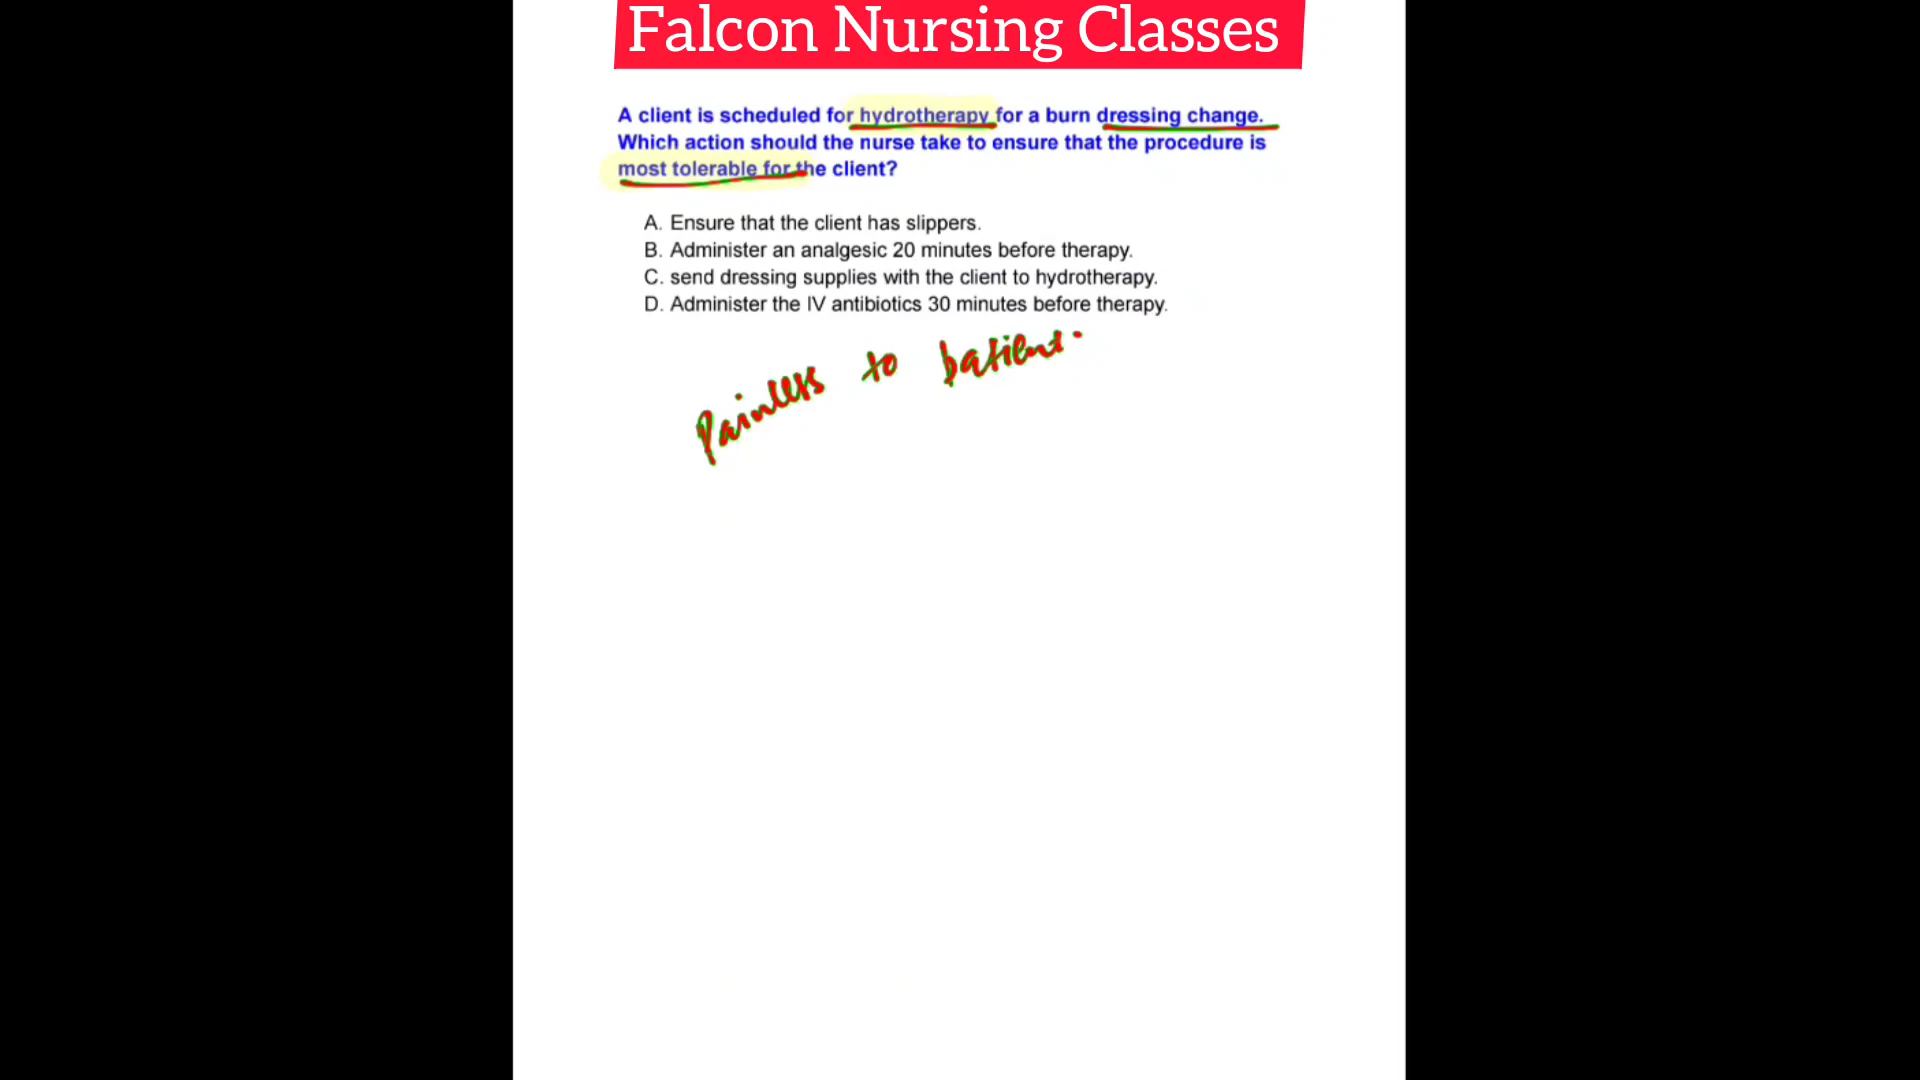 Falcon Nursing Classes
A client is scheduled for hydrotherapy for a burn dressing change.
Which action should the nurse take to ensure that the procedure is
most tolerable for the client?
A. Ensure that the client has slippers.
B. Administer an analgesic 20 minutes before therapy.
C. send dressing supplies with the client to hydrotherapy.
D. Administer the IV antibiotics 30 minutes before therapy.
Painless to patient.